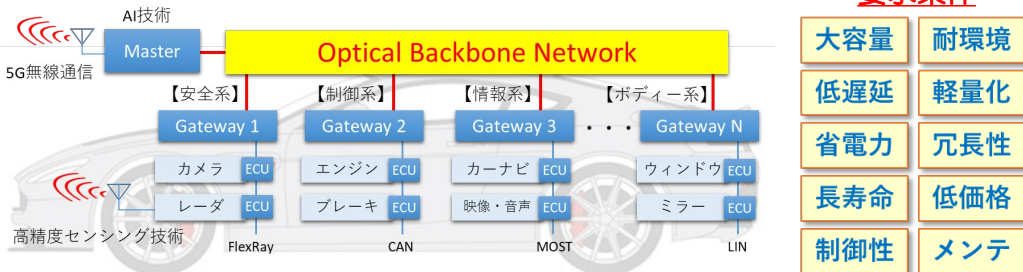 AI技術
Master
5G無線通信
Optical Backbone Network
【安全系】
【制御系】
【情報系】
【ボディー系】
Gateway 1
Gateway 2
Gateway 3
・・・
Gateway N
カメラ ECU
エンジン ECU
カーナビ ECU
ウィンドウ ECU
レーダ ECU
ブレーキ ECU
映像・音声 ECU
ミラー ECU
高精度センシング技術
FlexRay
CAN
MOST
LIN
大容量
耐環境
低遅延
軽量化
省電力
冗長性
長寿命
低価格
制御性
メンテ